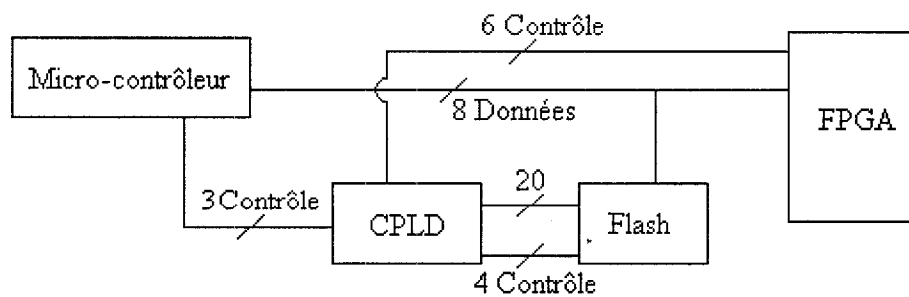 6 Contrôle
Micro-contrôleur
8 Données
FPGA
3 Contrôle
CPLD
20
Flash
4 Contrôle